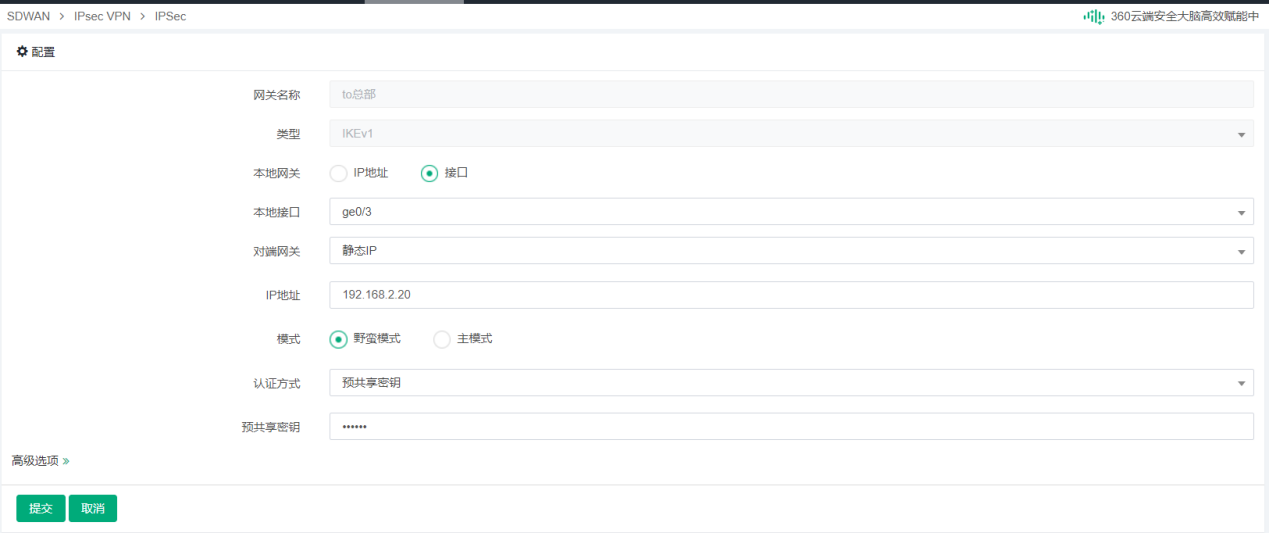 SDWAN > IPsec VPN > IPSec 360云端安全大脑高效赋能中
配置
网关名称 to总部
类型 IKEv1
本地网关 IP地址 接口
本地接口 ge0/3
对端网关 静态IP
IP地址 192.168.2.20
模式 野蛮模式 主模式
认证方式 预共享密钥
预共享密钥 ••••••
高级选项 »
提交 取消